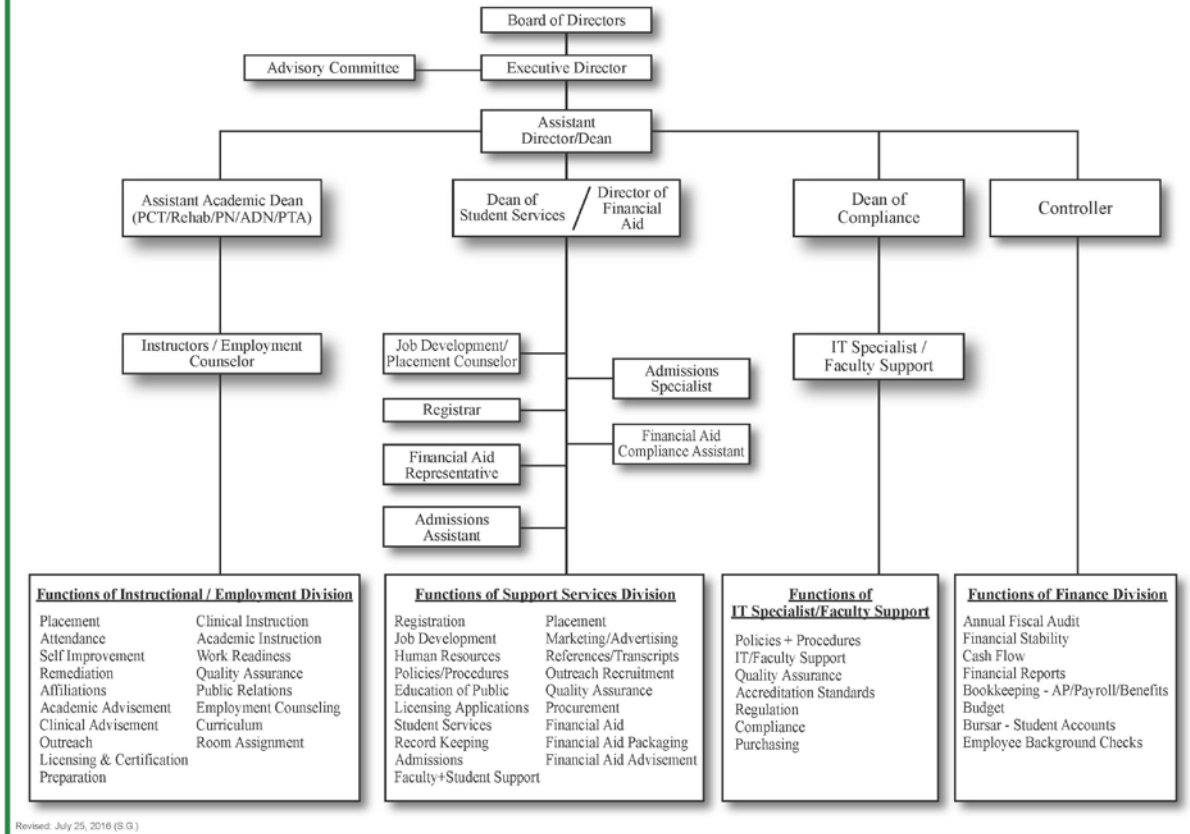 Board of Directors
Advisory Committee
Executive Director
Assistant
Director/Dean
Assistant Academic Dean
(PCT/Rehab/PN/ADN/PTA)
Dean of
Student Services
/
Director of
Financial
Aid
Dean of
Compliance
Controller
Instructors / Employment
Counselor
Job Development/
Placement Counselor
Admissions
Specialist
Registrar
Financial Aid
Compliance Assistant
Financial Aid
Representative
Admissions
Assistant
IT Specialist /
Faculty Support
Functions of Instructional / Employment Division
Placement
Attendance
Self Improvement
Remediation
Affiliations
Academic Advisement
Clinical Advisement
Outreach
Licensing & Certification
Preparation
Clinical Instruction
Academic Instruction
Work Readiness
Quality Assurance
Public Relations
Employment Counseling
Curriculum
Room Assignment
Functions of Support Services Division
Registration
Job Development
Human Resources
Policies/Procedures
Education of Public
Licensing Applications
Student Services
Record Keeping
Admissions
Faculty+Student Support
Placement
Marketing/Advertising
References/Transcripts
Outreach Recruitment
Quality Assurance
Procurement
Financial Aid
Financial Aid Packaging
Financial Aid Advisement
Functions of
IT Specialist/Faculty Support
Policies + Procedures
IT/Faculty Support
Quality Assurance
Accreditation Standards
Regulation
Compliance
Purchasing
Functions of Finance Division
Annual Fiscal Audit
Financial Stability
Cash Flow
Financial Reports
Bookkeeping - AP/Payroll/Benefits
Budget
Bursar - Student Accounts
Employee Background Checks
Revised: July 25, 2016 (S.G.)